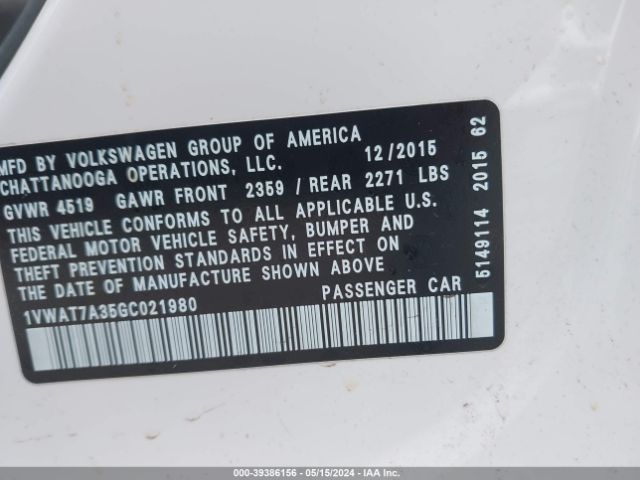 MFD BY VOLKSWAGEN GROUP OF AMERICA
CHATTANOOGA OPERATIONS, LLC. 12/2015
GVWR 4519 GAWR FRONT 2359 / REAR 2271 LBS
THIS VEHICLE CONFORMS TO ALL APPLICABLE U.S.
FEDERAL MOTOR VEHICLE SAFETY, BUMPER AND
THEFT PREVENTION STANDARDS IN EFFECT ON
THE DATE OF MANUFACTURE SHOWN ABOVE
1VWAT7A35GC021980 PASSENGER CAR
5149114 2015 62
000-39386156 - 05/15/2024 - IAA Inc.